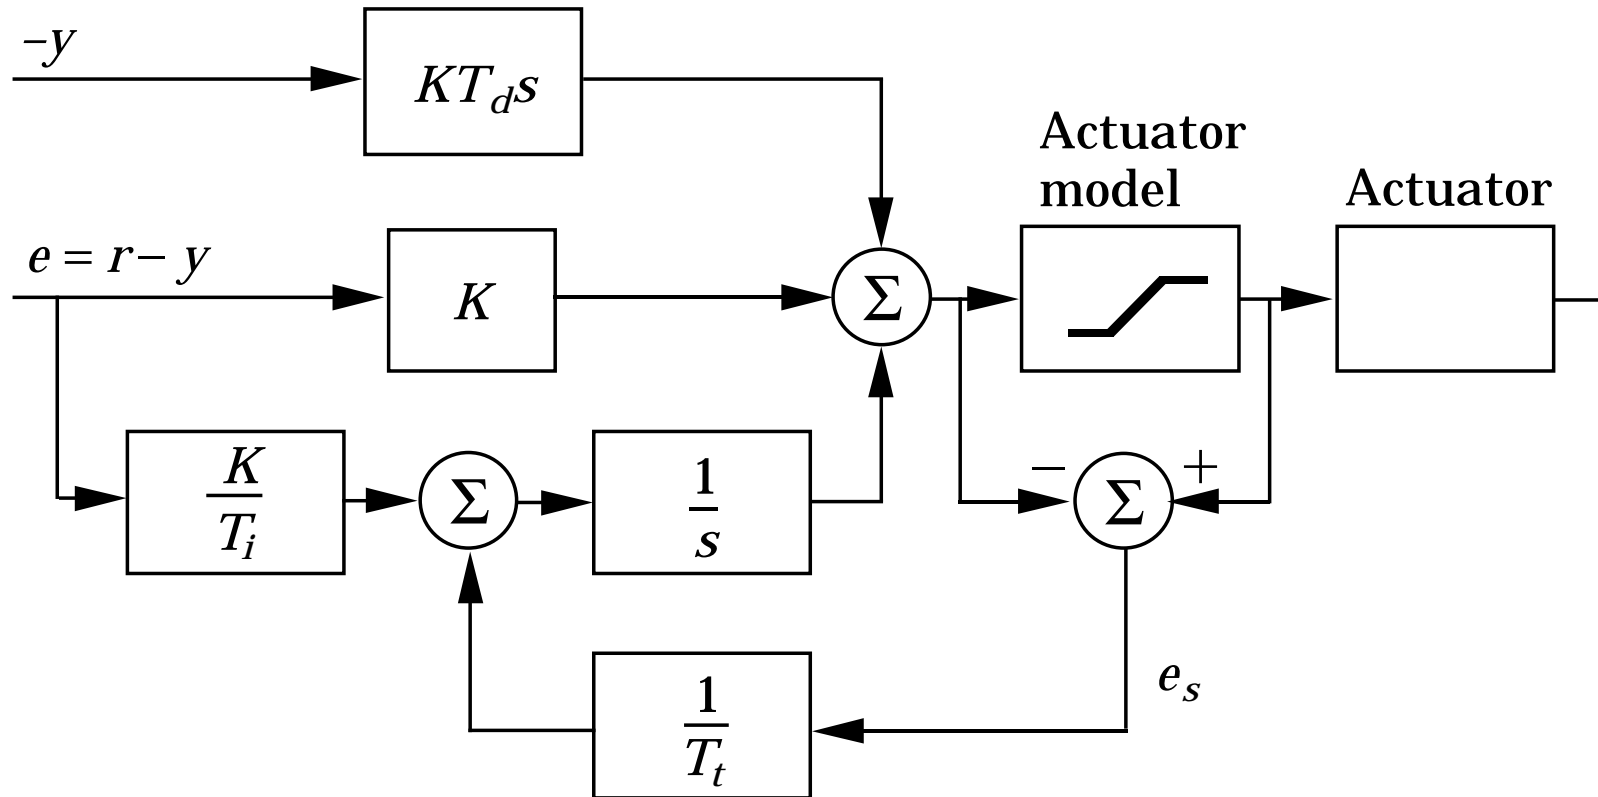 –y
KT_d s
Actuator
model
Actuator
e = r – y
K
Σ
K
T_i
Σ
1
s
–
+
Σ
1
T_t
e_s